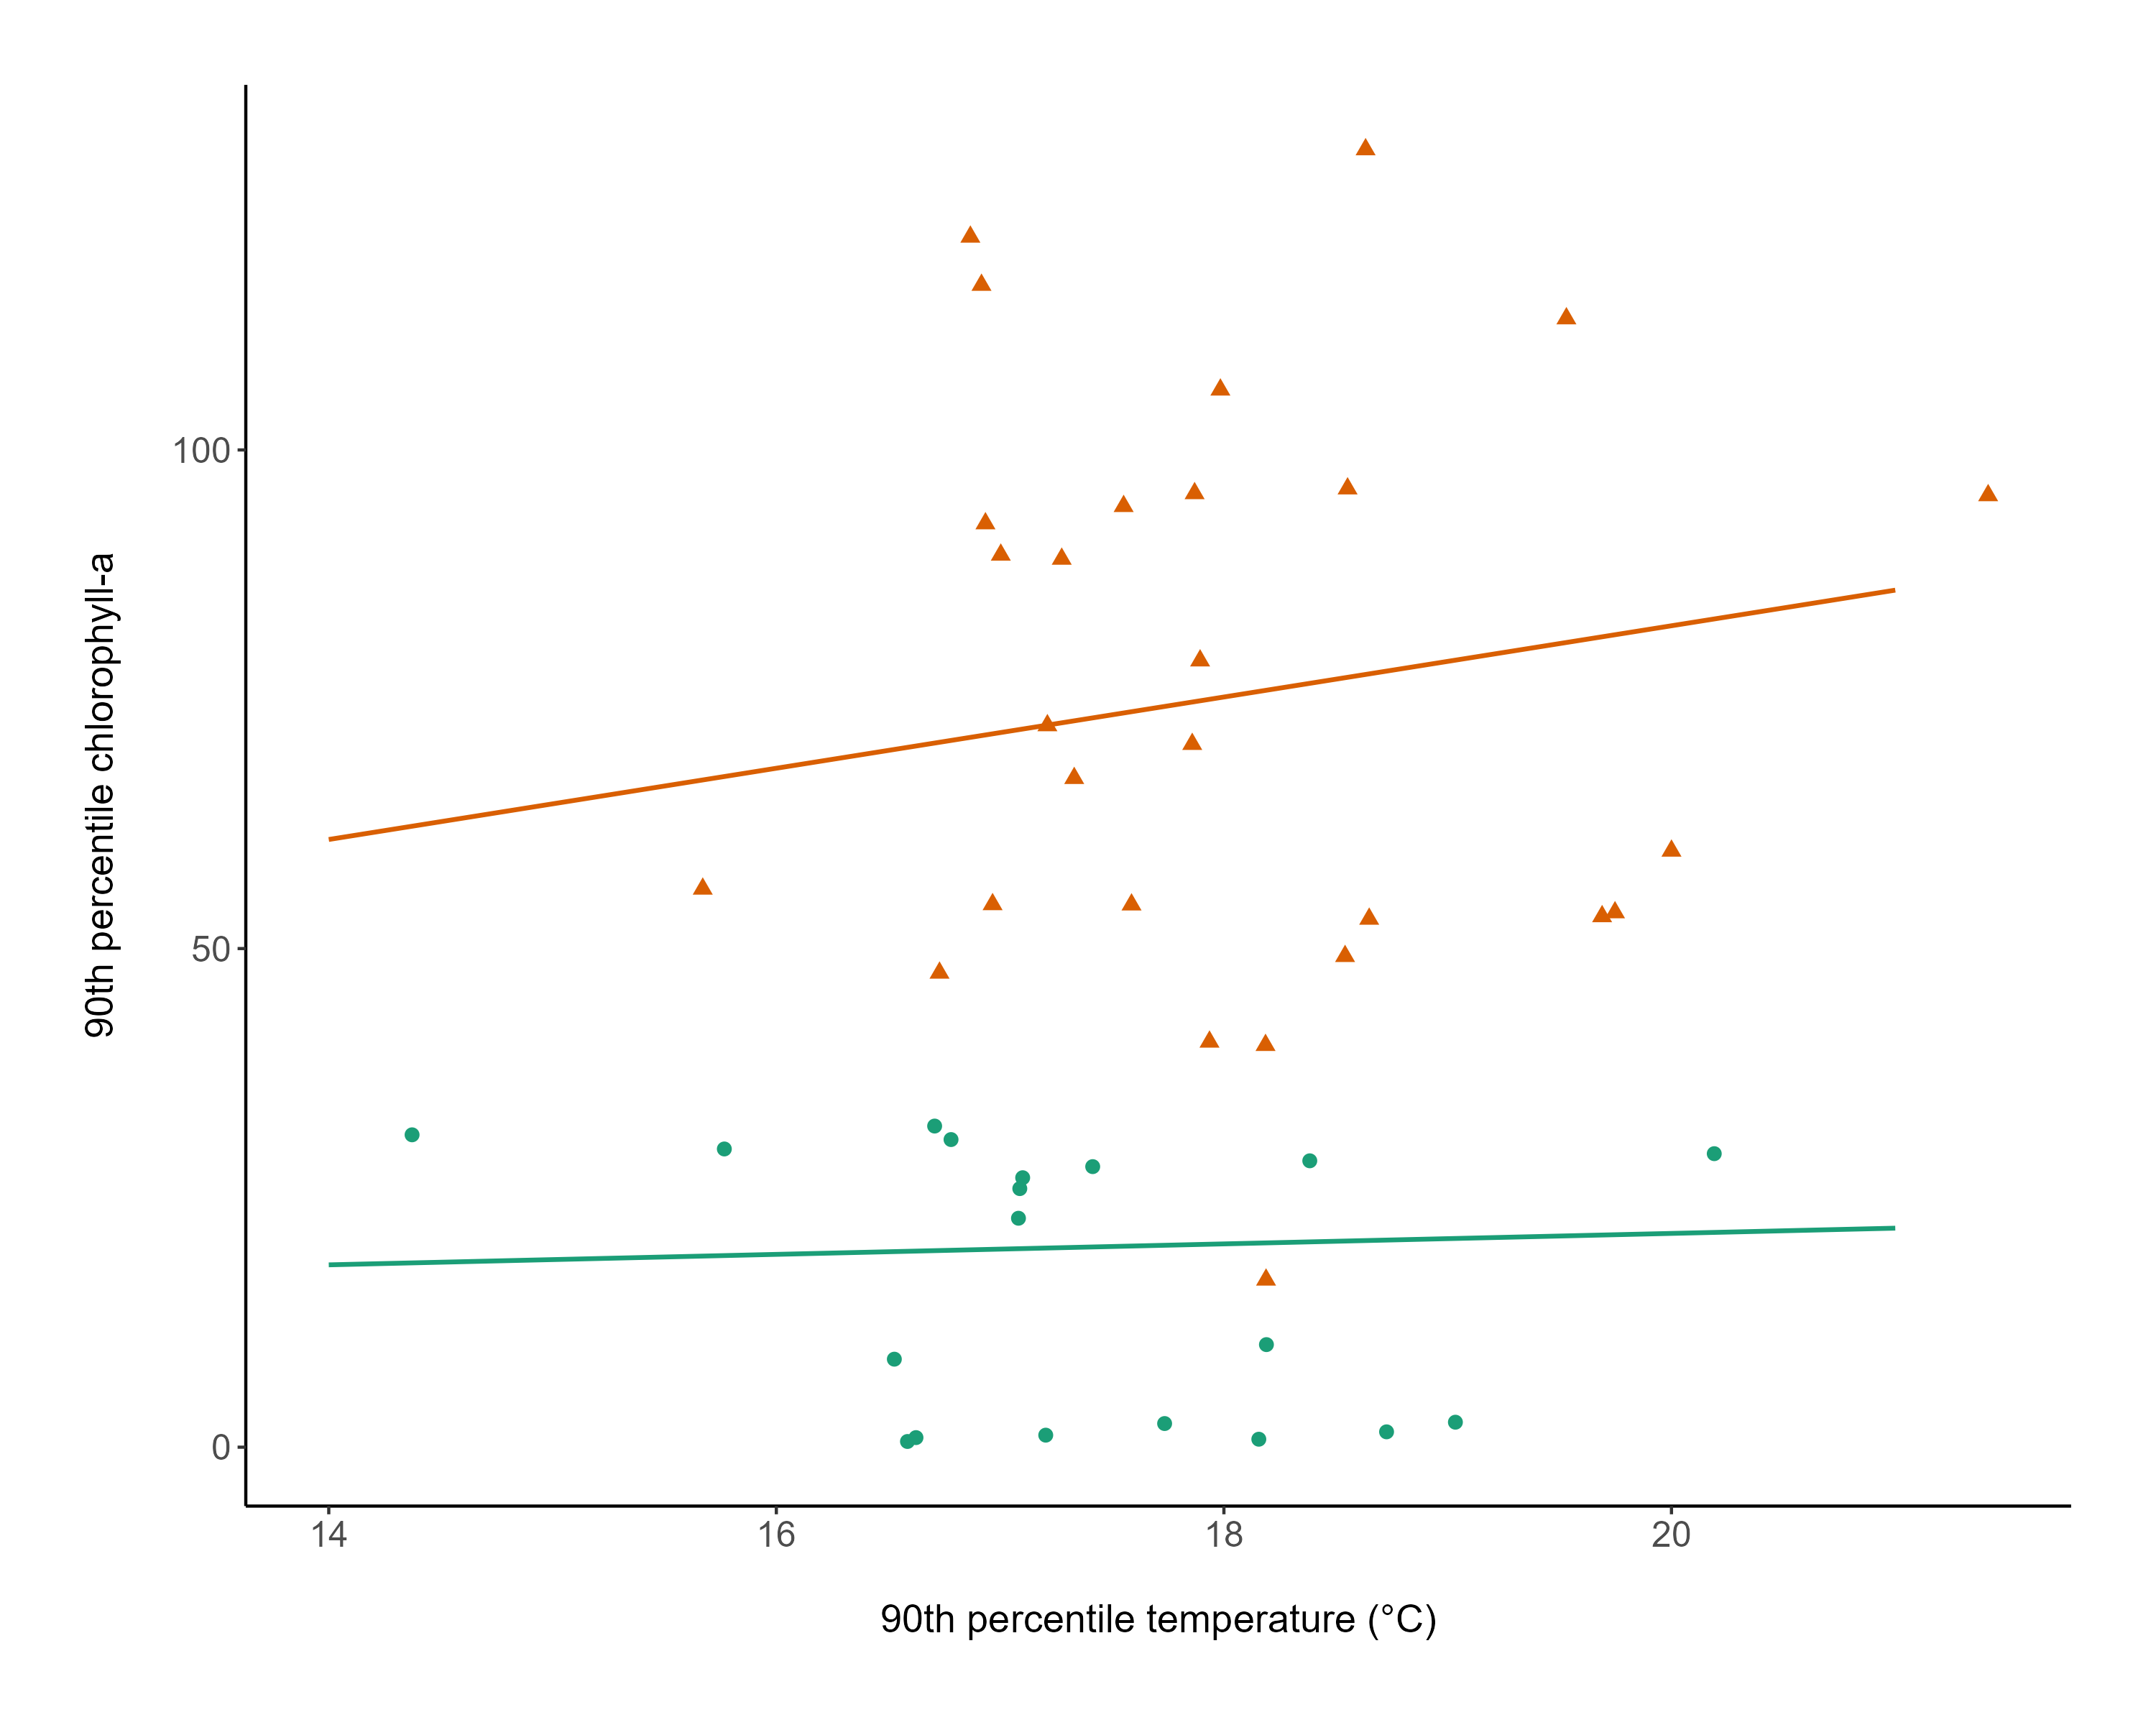 100
50
0
14 16 18 20
90th percentile chlorophyll-a
90th percentile temperature (°C)